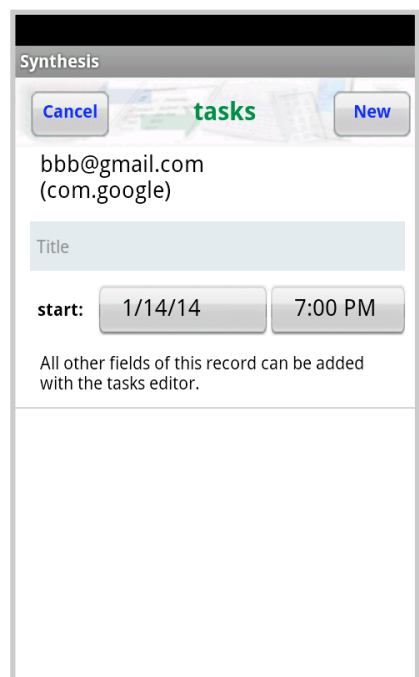 Synthesis
Cancel tasks New
bbb@gmail.com
(com.google)
Title
start: 1/14/14 7:00 PM
All other fields of this record can be added
with the tasks editor.